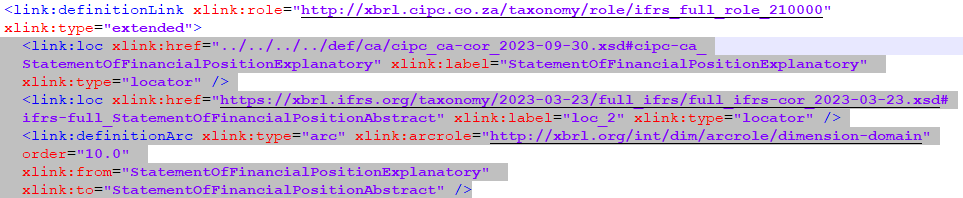 <link:definitionLink xlink:role="http://xbrl.cipc.co.za/taxonomy/role/ifrs_full_role_210000"
xlink:type="extended">
<link:loc xlink:href="../../../../def/ca/cipc_ca-cor_2023-09-30.xsd#cipc-ca_
StatementOfFinancialPositionExplanatory" xlink:label="StatementOfFinancialPositionExplanatory"
xlink:type="locator" />
<link:loc xlink:href="https://xbrl.ifrs.org/taxonomy/2023-03-23/full_ifrs/full_ifrs-cor_2023-03-23.xsd#
ifrs-full_StatementOfFinancialPositionAbstract" xlink:label="loc_2" xlink:type="locator" />
<link:definitionArc xlink:type="arc" xlink:arcrole="http://xbrl.org/int/dim/arcrole/dimension-domain"
order="10.0"
xlink:from="StatementOfFinancialPositionExplanatory"
xlink:to="StatementOfFinancialPositionAbstract" />